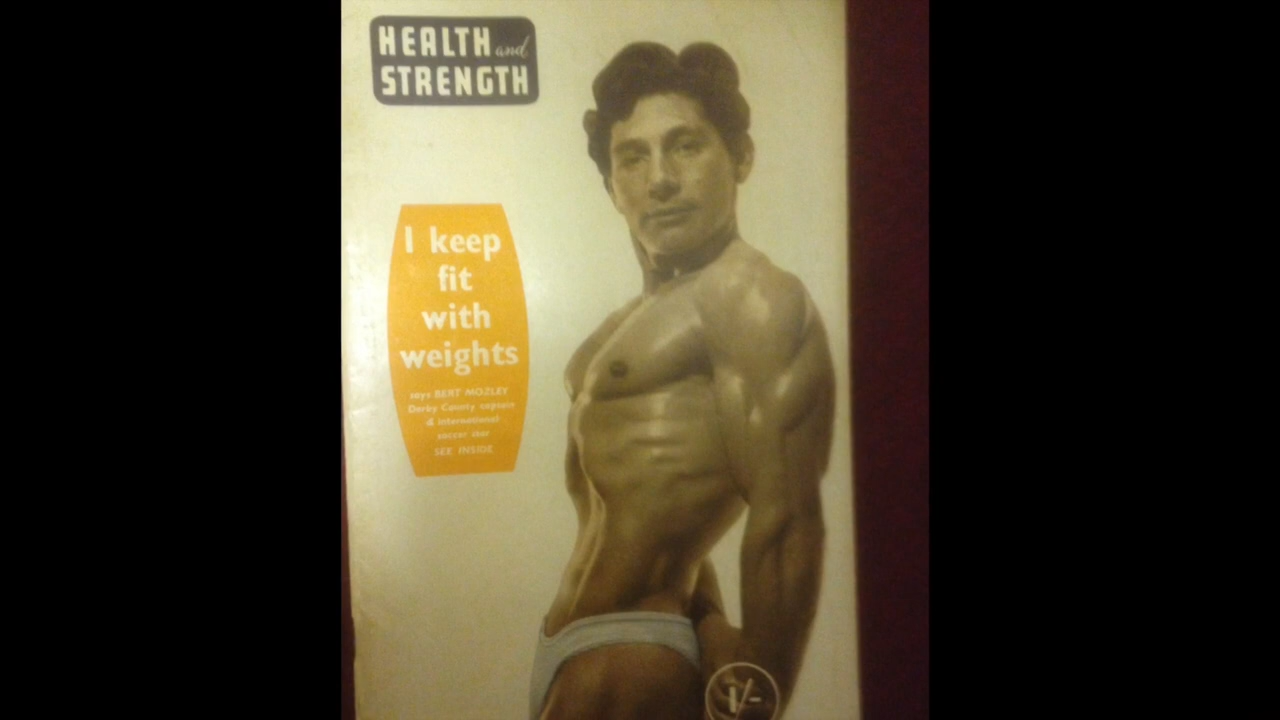 HEALTH and
STRENGTH
I keep
fit
with
weights
says BERT MOZLEY
Derby County captain
& international
soccer star
SEE INSIDE
1/-